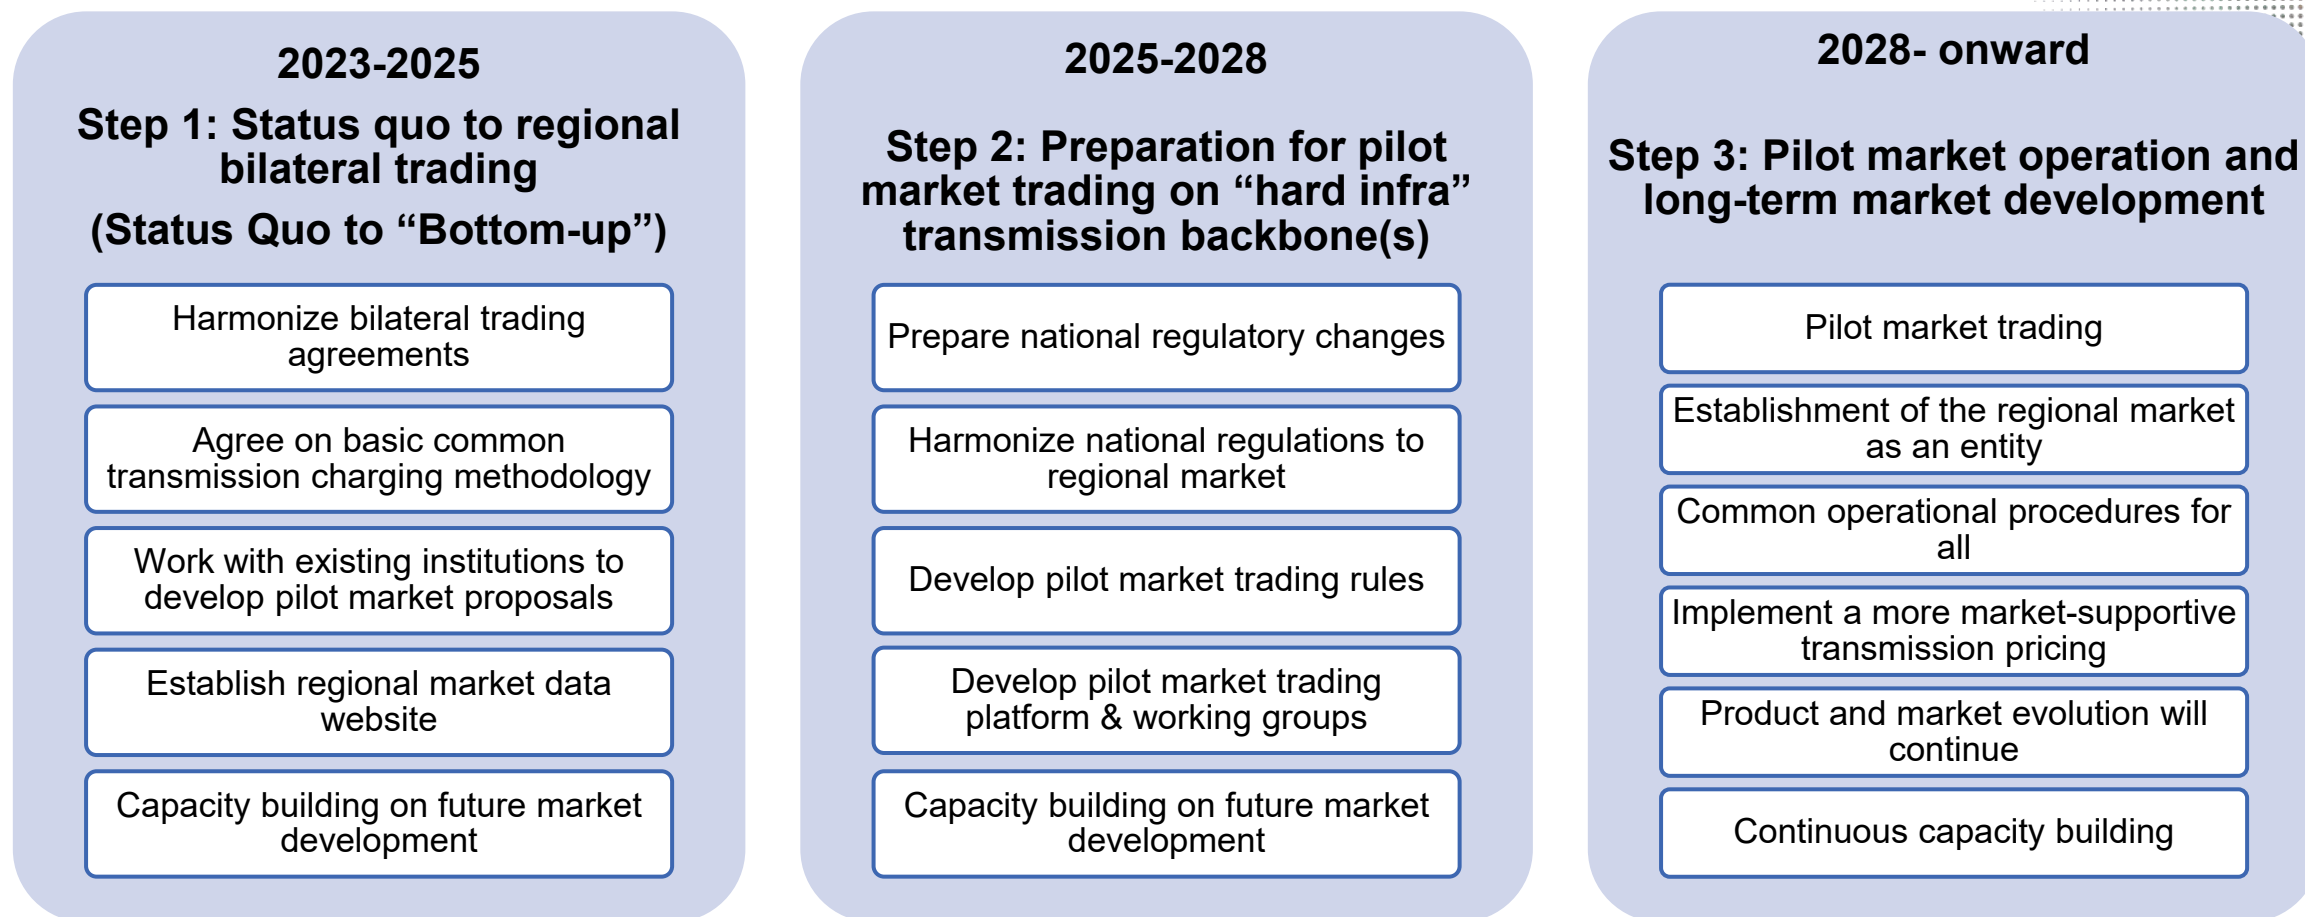 2023-2025
Step 1: Status quo to regional
bilateral trading
(Status Quo to “Bottom-up”)
Harmonize bilateral trading
agreements
Agree on basic common
transmission charging methodology
Work with existing institutions to
develop pilot market proposals
Establish regional market data
website
Capacity building on future market
development
2025-2028
Step 2: Preparation for pilot
market trading on “hard infra”
transmission backbone(s)
Prepare national regulatory changes
Harmonize national regulations to
regional market
Develop pilot market trading rules
Develop pilot market trading
platform & working groups
Capacity building on future market
development
2028- onward
Step 3: Pilot market operation and
long-term market development
Pilot market trading
Establishment of the regional market
as an entity
Common operational procedures for
all
Implement a more market-supportive
transmission pricing
Product and market evolution will
continue
Continuous capacity building